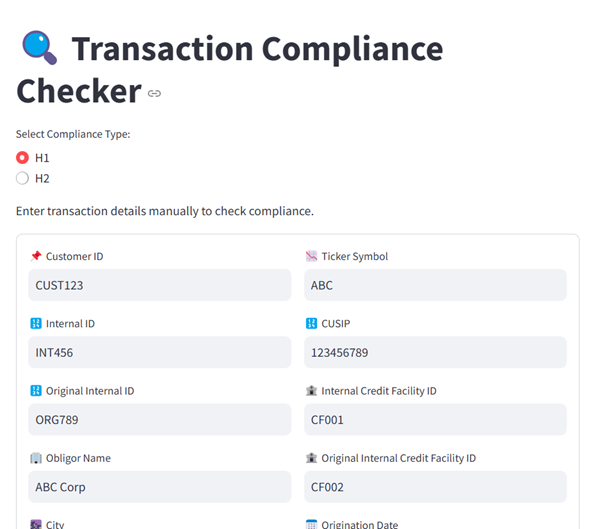 Transaction Compliance
Checker
Select Compliance Type:
H1
H2
Enter transaction details manually to check compliance.
Customer ID
Ticker Symbol
CUST123
ABC
Internal ID
CUSIP
INT456
123456789
Original Internal ID
Internal Credit Facility ID
ORG789
CF001
Obligor Name
Original Internal Credit Facility ID
ABC Corp
CF002
City
Origination Date